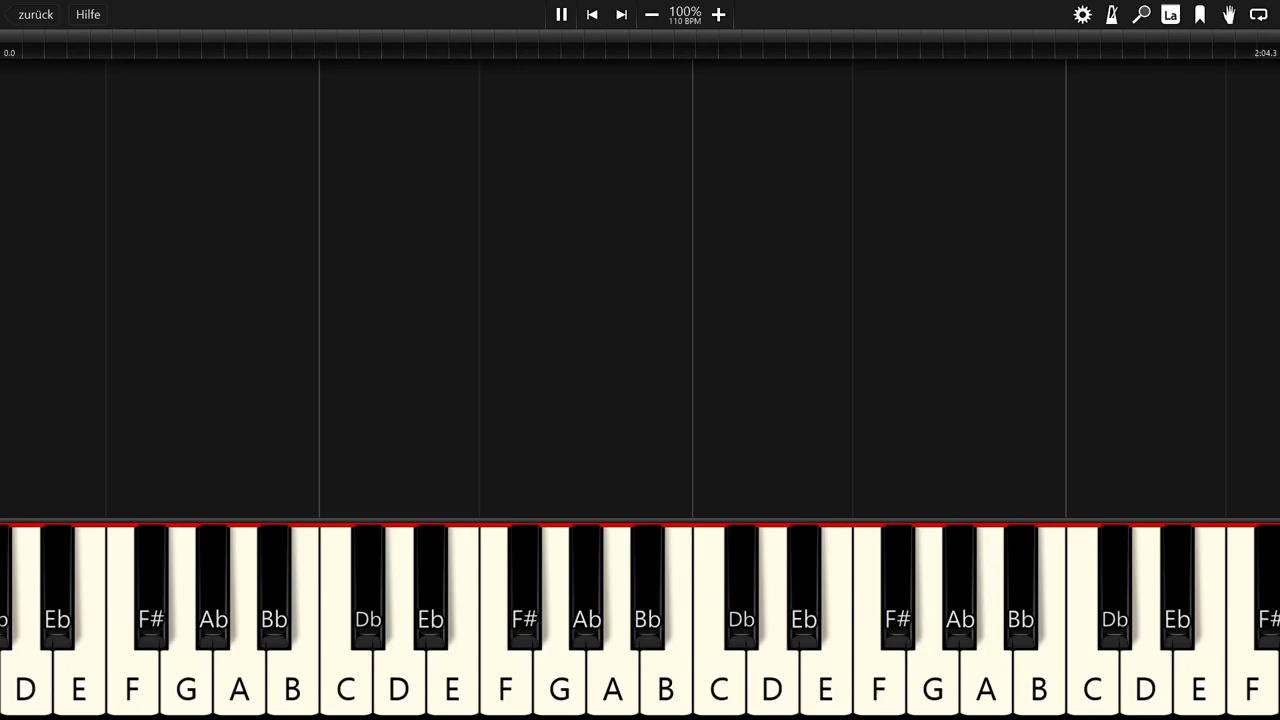 zurück Hilfe 100% La
110 BPM
0.0 2:04.3
Eb F# Ab Bb Db Eb F# Ab Bb Db Eb F# Ab Bb Db Eb F#
D E F G A B C D E F G A B C D E F G A B C D E F